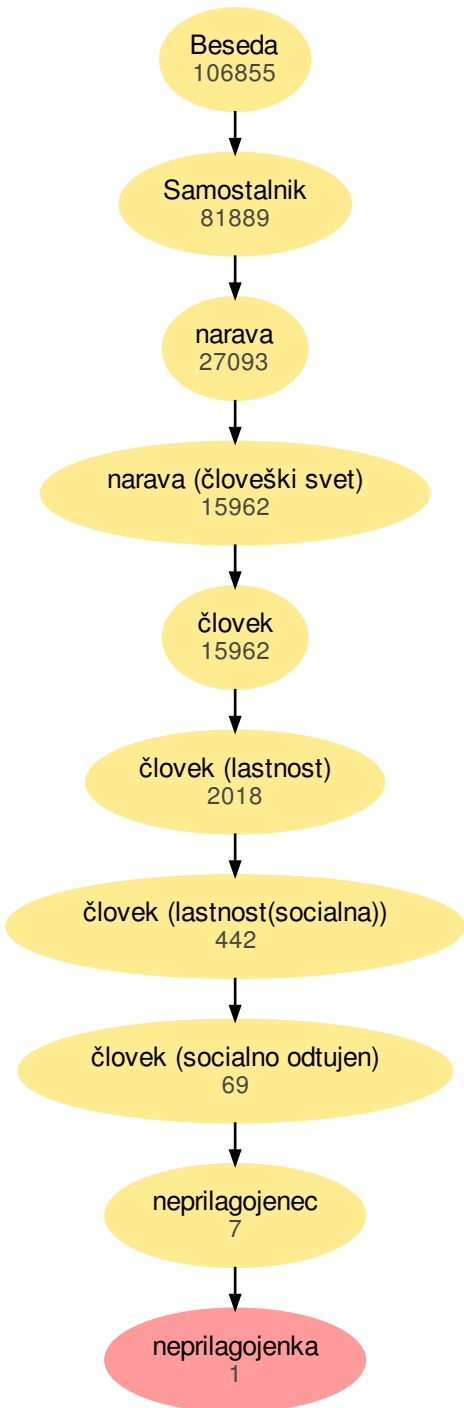 Beseda
106855
Samostalnik
81889
narava
27093
narava (človeški svet)
15962
človek
15962
človek (lastnost)
2018
človek (lastnost(socialna))
442
človek (socialno odtujen)
69
neprilagojenec
7
neprilagojenka
1